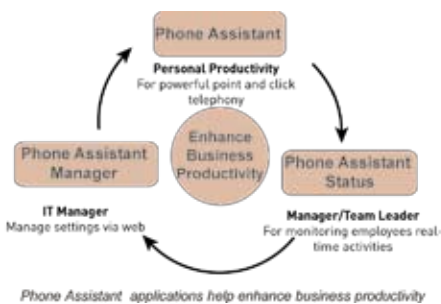 Phone Assistant
Personal Productivity
For powerful point and click
telephony
Enhance
Business
Productivity
Phone Assistant
Manager
IT Manager
Manage settings via web
Phone Assistant
Status
Manager/Team Leader
For monitoring employees real-
time activities
Phone Assistant applications help enhance business productivity